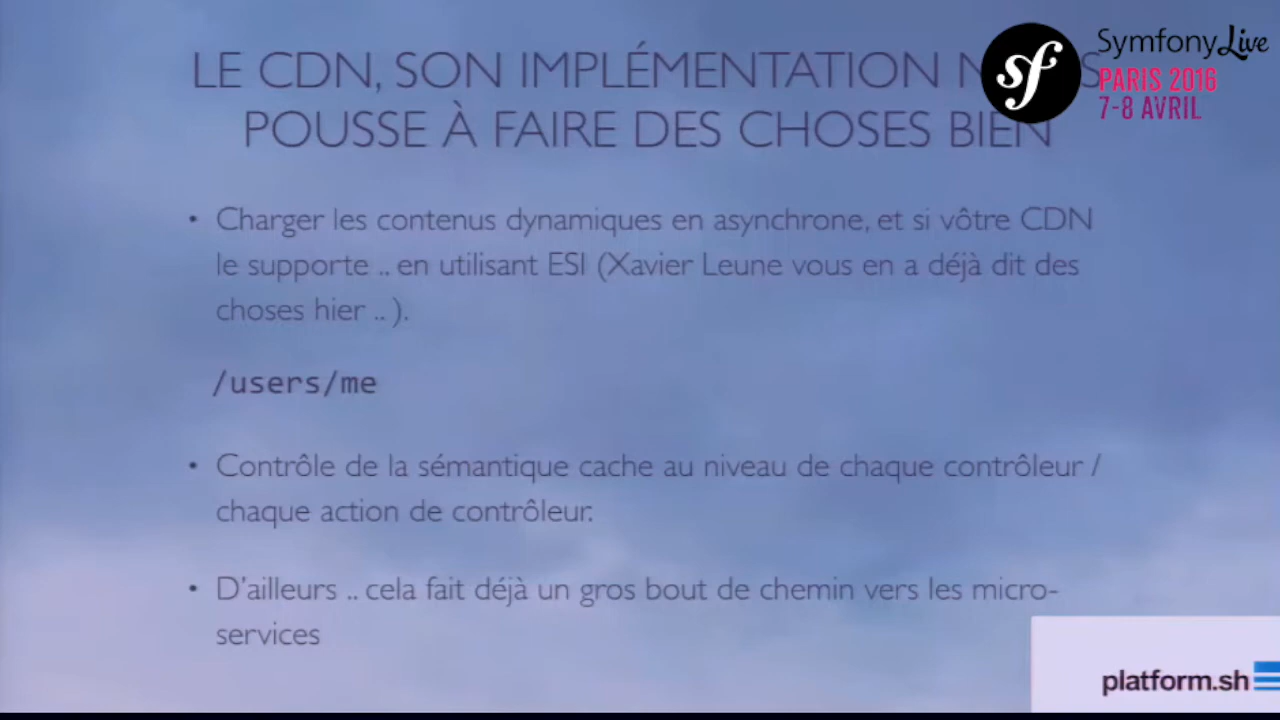 LE CDN, SON IMPLÉMENTATION
POUSSE À FAIRE DES CHOSES BIEN
sf
SymfonyLive
PARIS 2016
7-8 AVRIL
• Charger les contenus dynamiques en asynchrone, et si vôtre CDN
le supporte .. en utilisant ESI (Xavier Leune vous en a déjà dit des
choses hier .. ).
/users/me
• Contrôle de la sémantique cache au niveau de chaque contrôleur /
chaque action de contrôleur.
• D'ailleurs .. cela fait déjà un gros bout de chemin vers les micro-
services
platform.sh